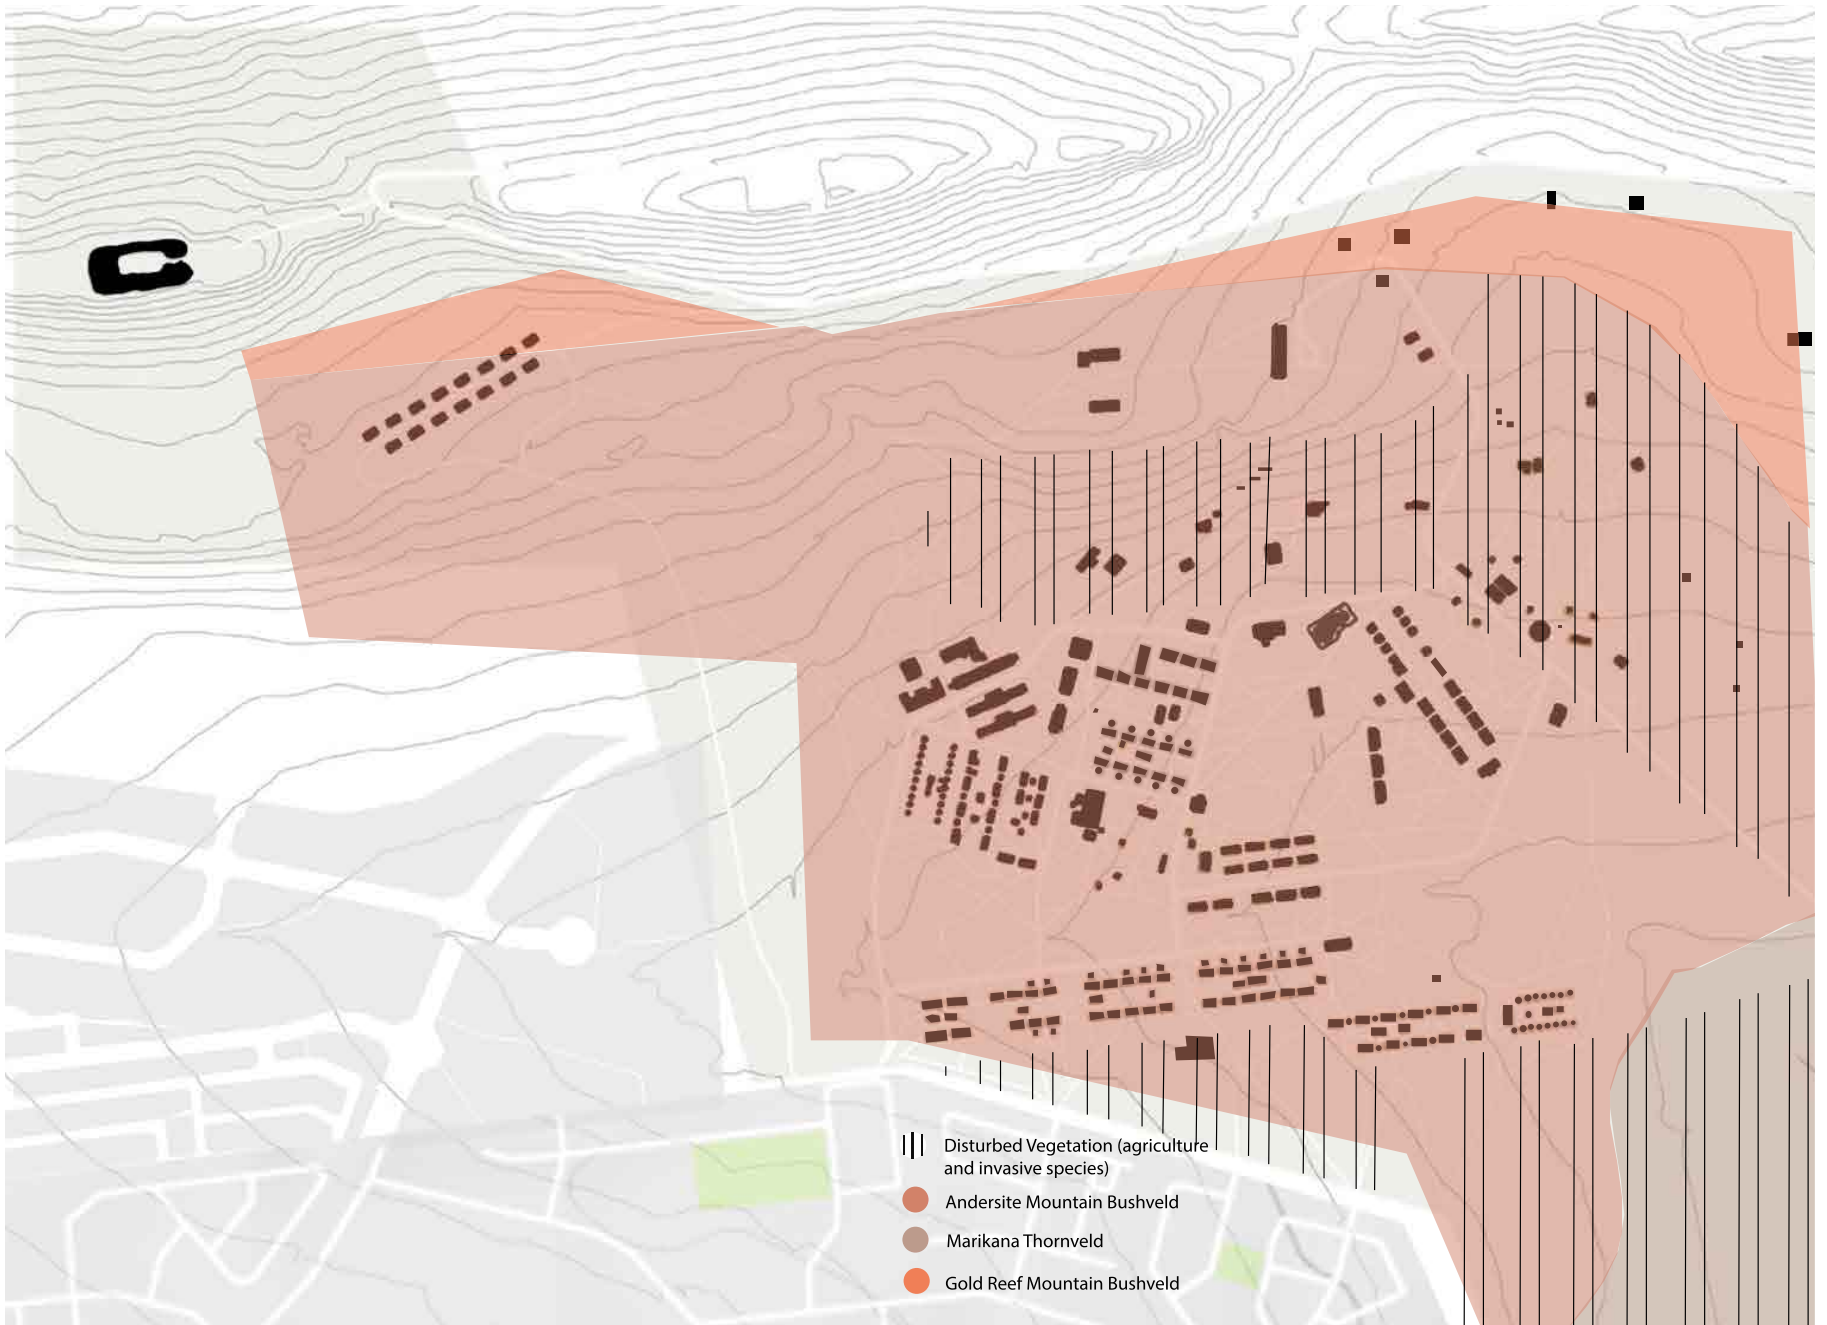 Disturbed Vegetation (agriculture
and invasive species)
Andersite Mountain Bushveld
Marikana Thornveld
Gold Reef Mountain Bushveld